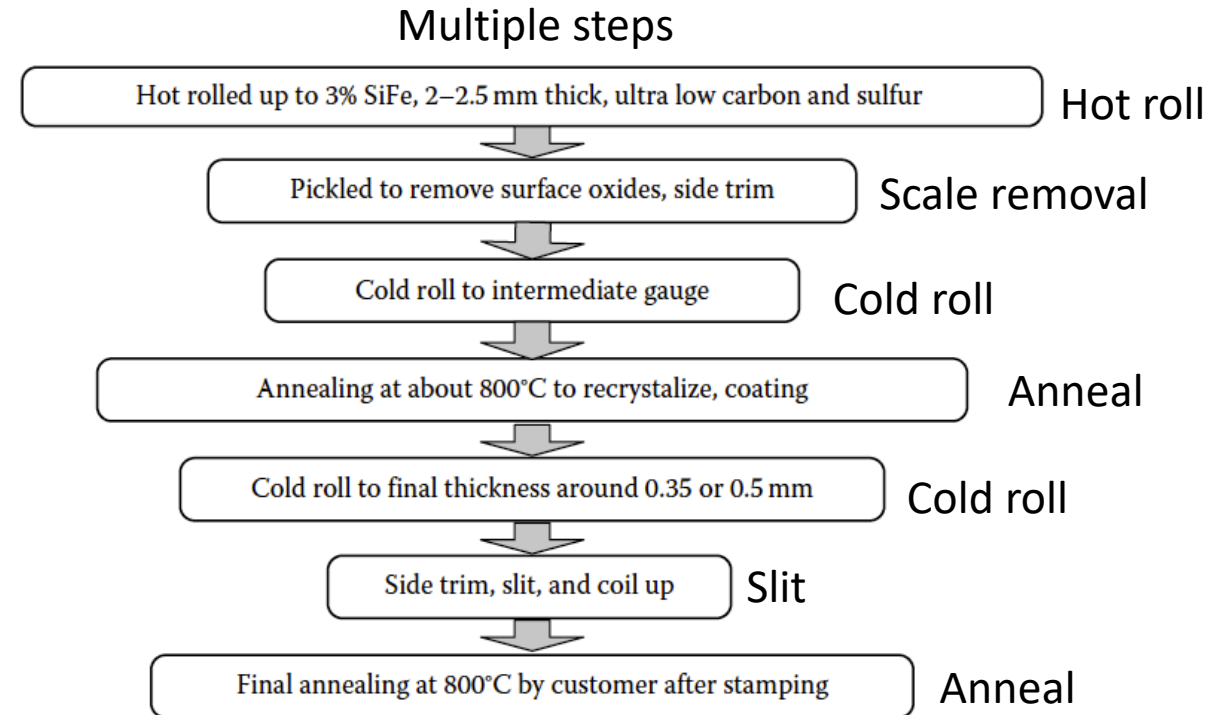 Multiple steps
Hot rolled up to 3% SiFe, 2–2.5 mm thick, ultra low carbon and sulfur
Hot roll
Pickled to remove surface oxides, side trim
Scale removal
Cold roll to intermediate gauge
Cold roll
Annealing at about 800°C to recrystalize, coating
Anneal
Cold roll to final thickness around 0.35 or 0.5 mm
Cold roll
Side trim, slit, and coil up
Slit
Final annealing at 800°C by customer after stamping
Anneal